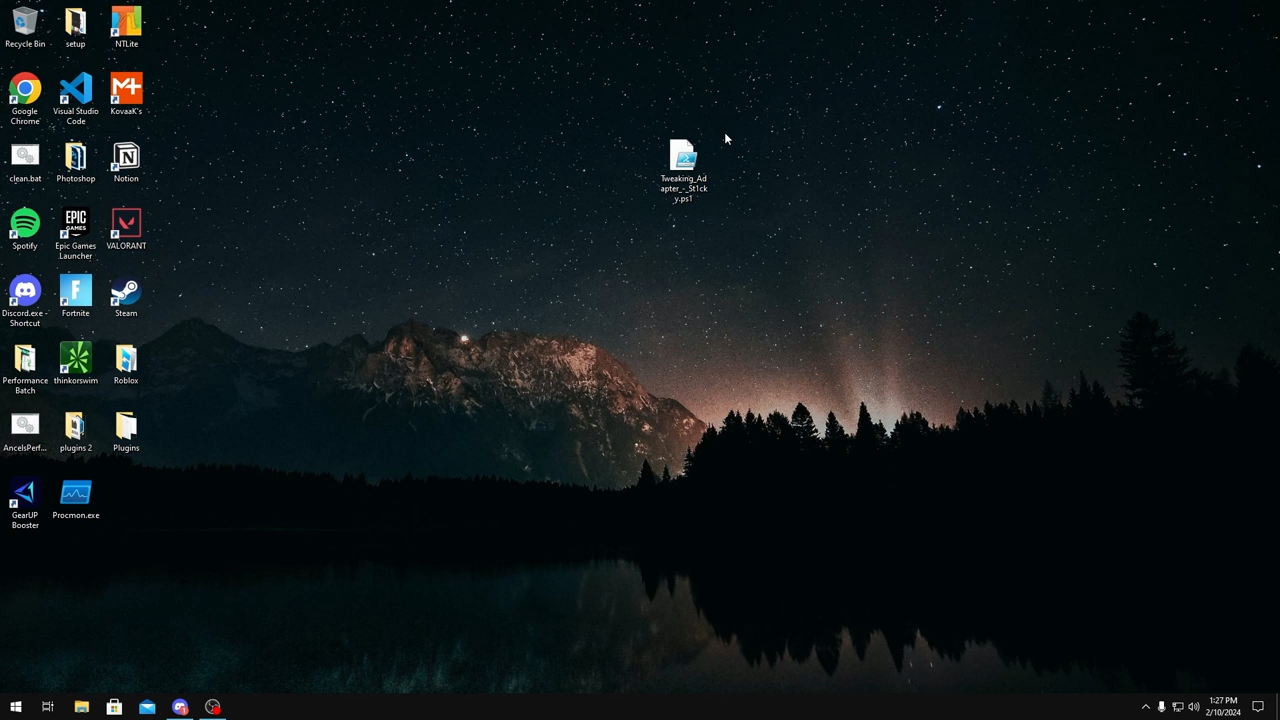 Recycle Bin
setup
NTLite
Google
Chrome
Visual Studio
Code
KovaaK's
clean.bat
Photoshop
Notion
Spotify
EPIC
GAMES
Epic Games
Launcher
VALORANT
Discord.exe -
Shortcut
Fortnite
Steam
Performance
Batch
thinkorswim
Roblox
AncelsPerf...
plugins 2
Plugins
GearUP
Booster
Procmon.exe
Tweaking_Ad
apter_-_St1ck
y.ps1
1:27 PM
2/10/2024